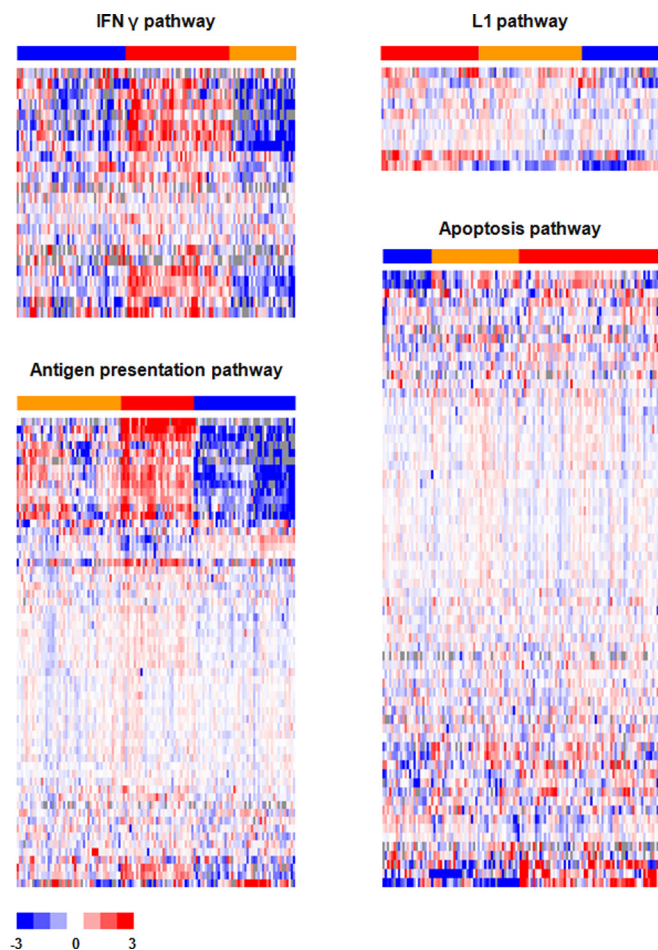 IFN γ pathway
L1 pathway
Apoptosis pathway
Antigen presentation pathway
-3 0 3